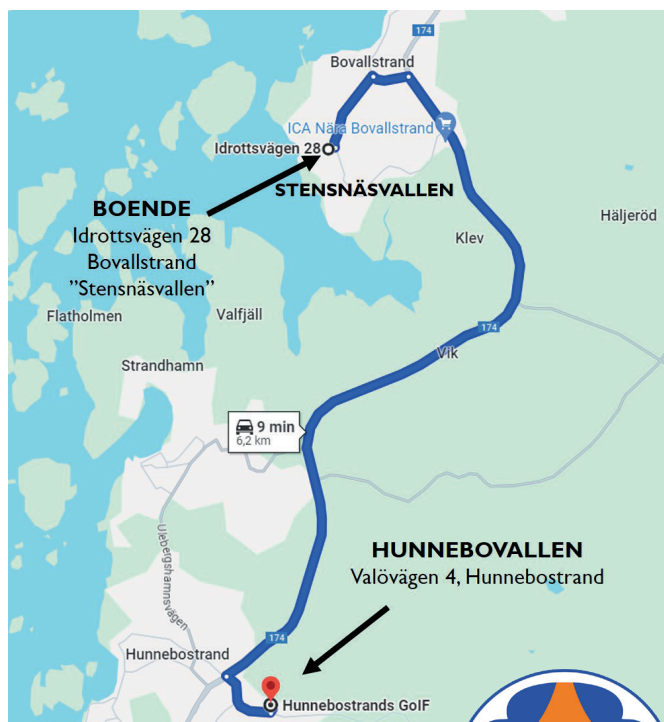 174
Bovallstrand
ICA Nära Bovallstrand
Idrottsvägen 28
STENSNÄSVALLEN
BOENDE
Idrottsvägen 28
Bovallstrand
"Stensnäsvallen"
Häljeröd
Klev
Flatholmen
Valfjäll
174
Vik
Strandhamn
9 min
6,2 km
Ulebergshamnsvägen
HUNNEBOVALLEN
Valövägen 4, Hunnebostrand
174
Hunnebostrand
Hunnebostrands GoIF